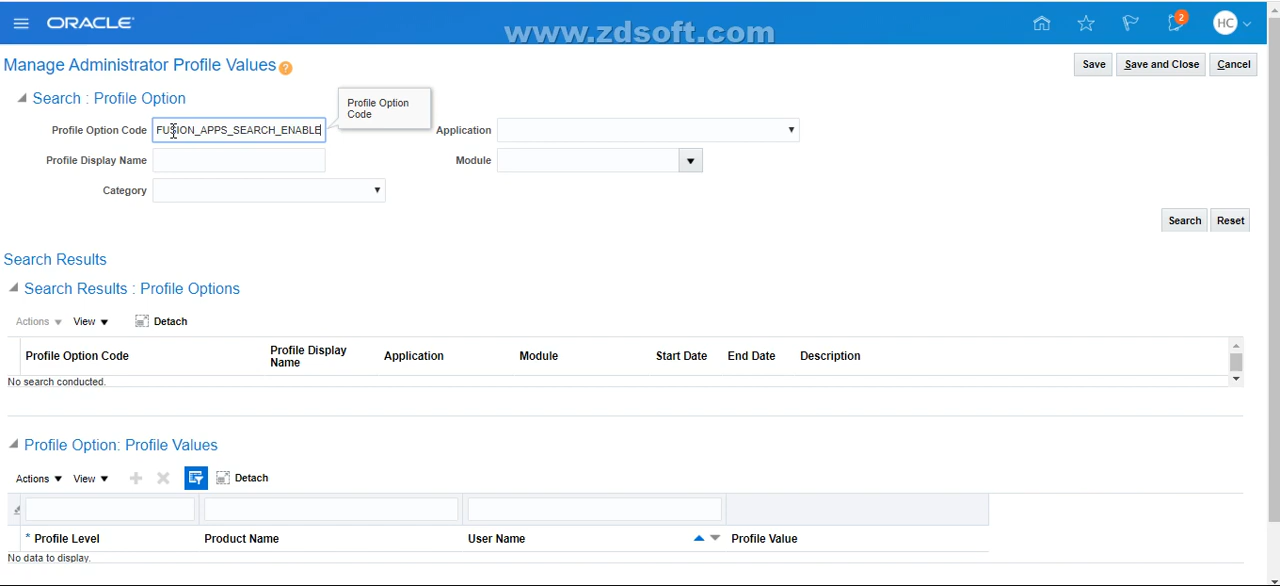 ORACLE
www.zdsoft.com
2
HC
Manage Administrator Profile Values ?
Save
Save and Close
Cancel
Search : Profile Option
Profile Option Code FUSION_APPS_SEARCH_ENABLE
Profile Option
Code
Application
Profile Display Name
Module
Category
Search
Reset
Search Results
Search Results : Profile Options
Actions View Detach
Profile Option Code
Profile Display
Name
Application
Module
Start Date
End Date
Description
No search conducted.
Profile Option: Profile Values
Actions View Detach
* Profile Level
Product Name
User Name
Profile Value
No data to display.